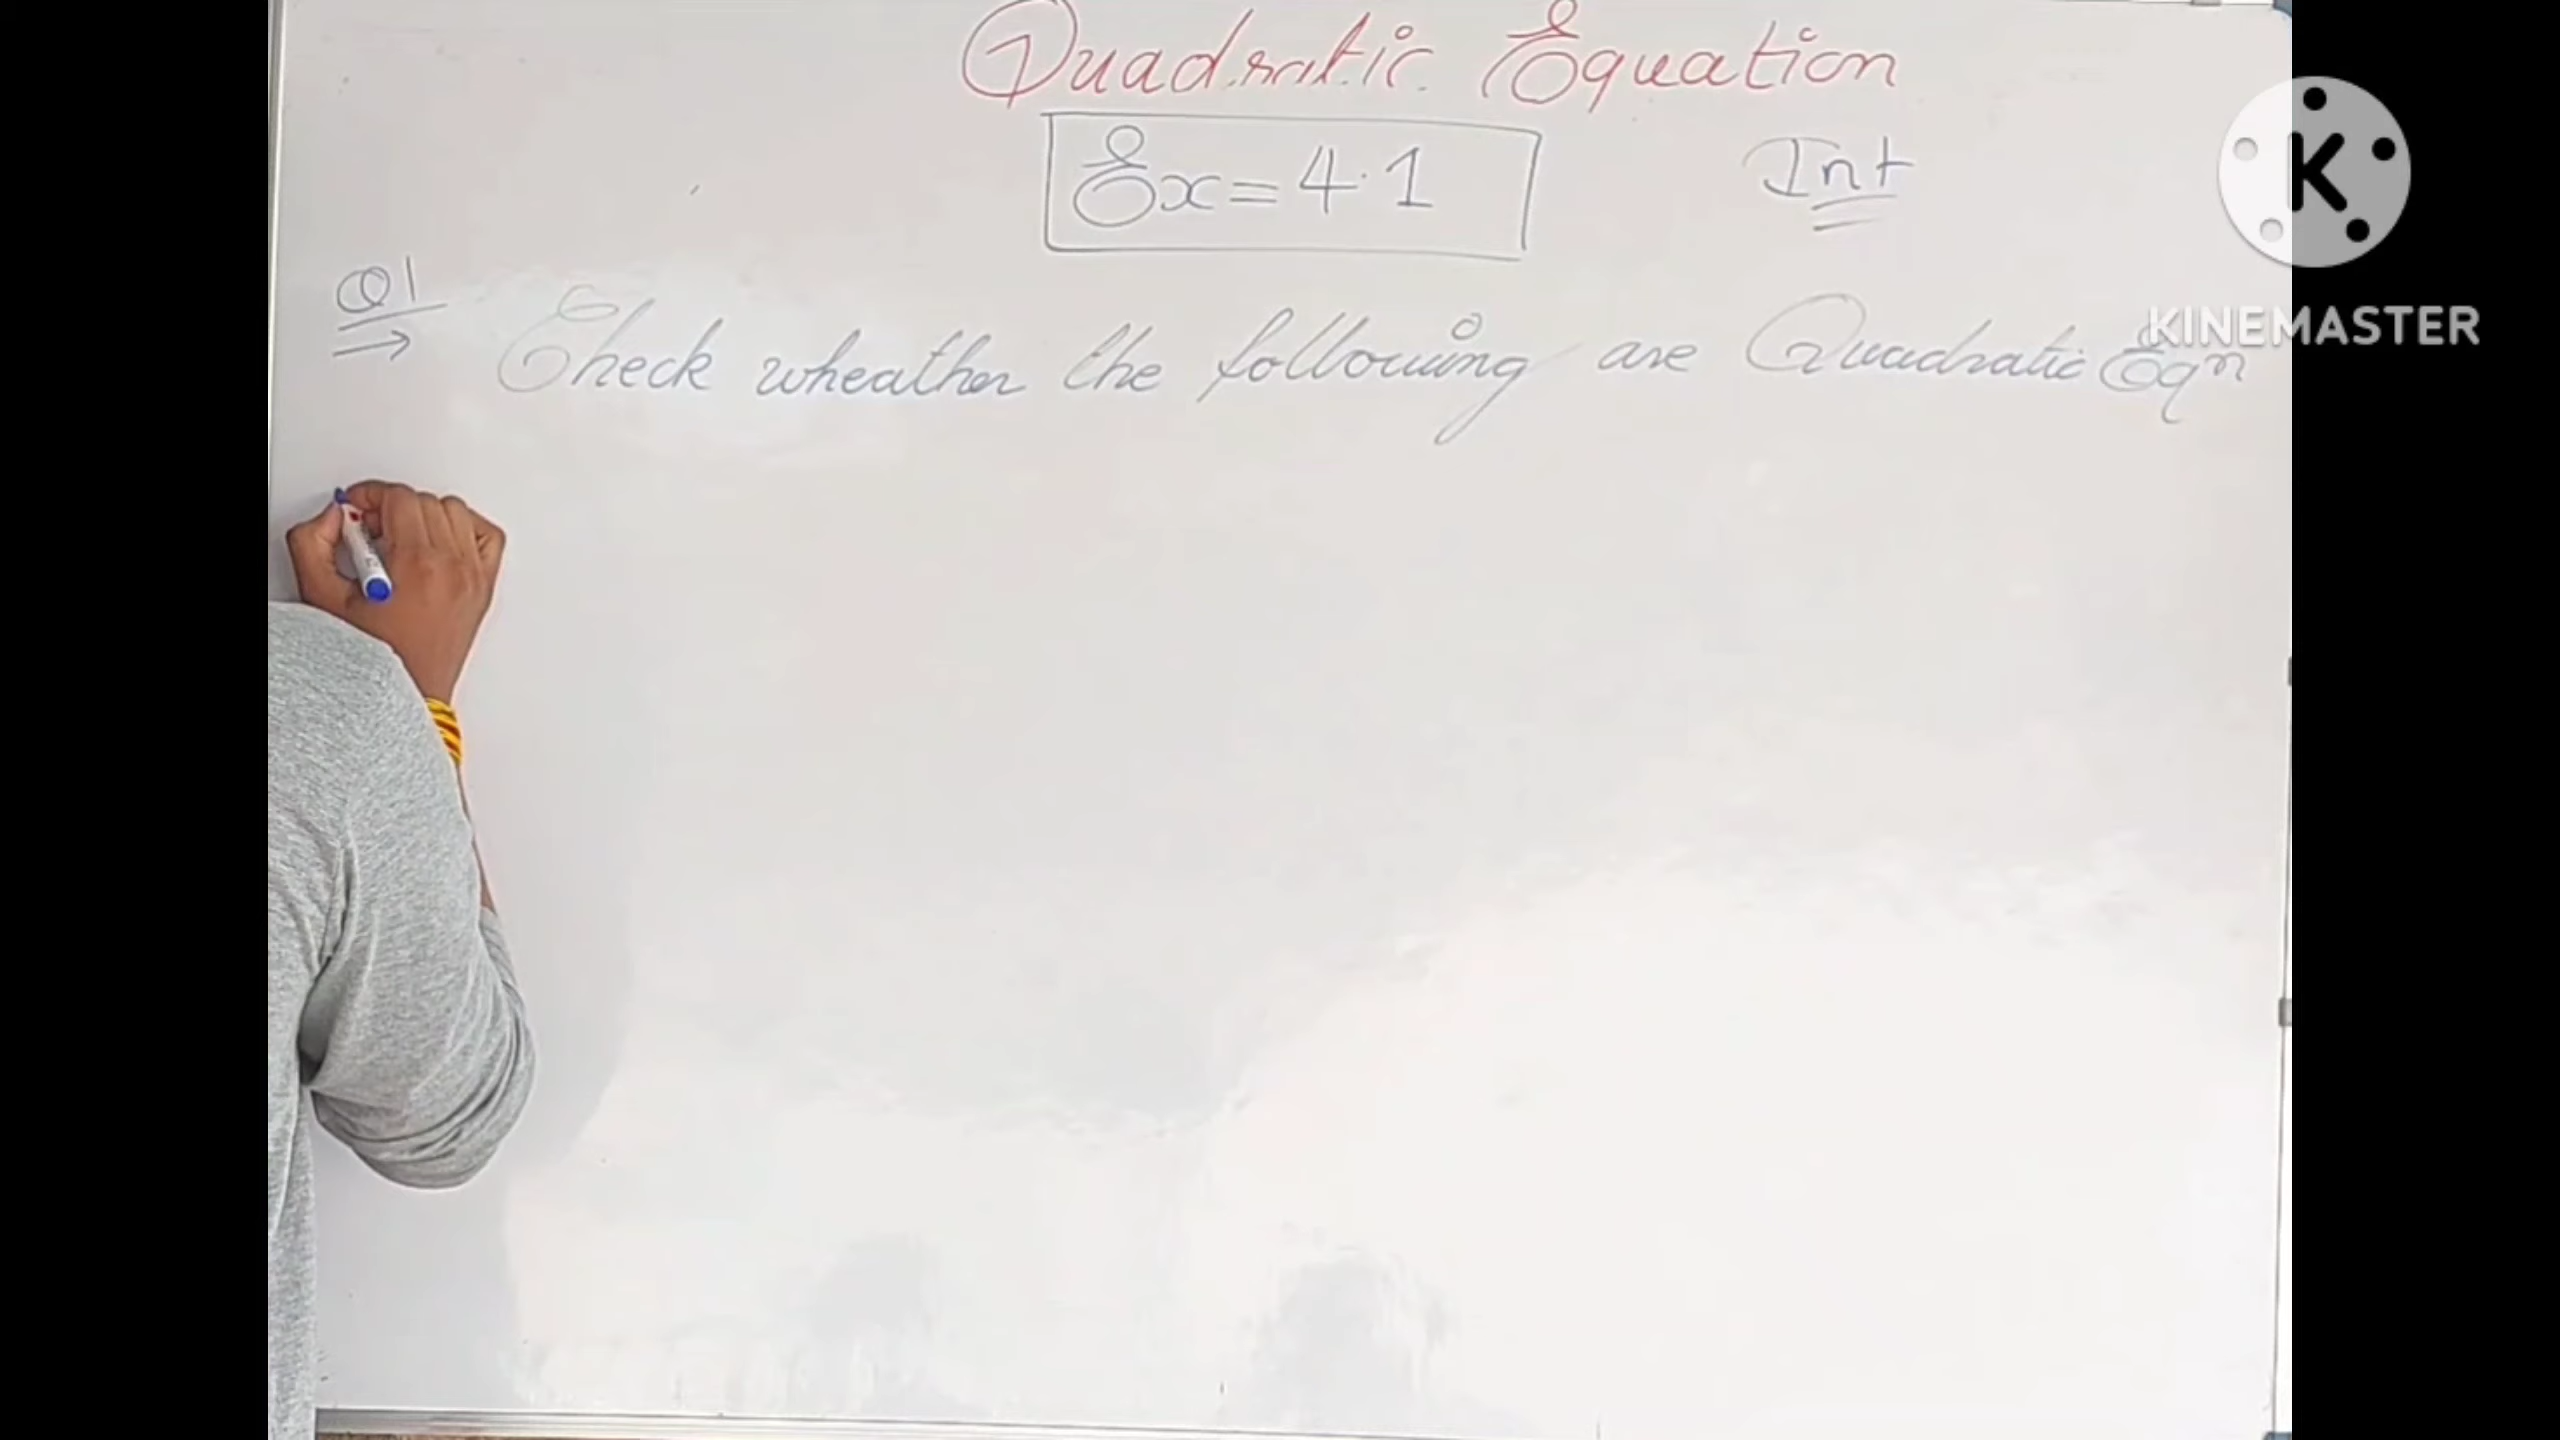 Quadratic Equation
Ex = 4.1
Int
Q1
Check wheather the following are Quadratic Eqn
K
KINEMASTER